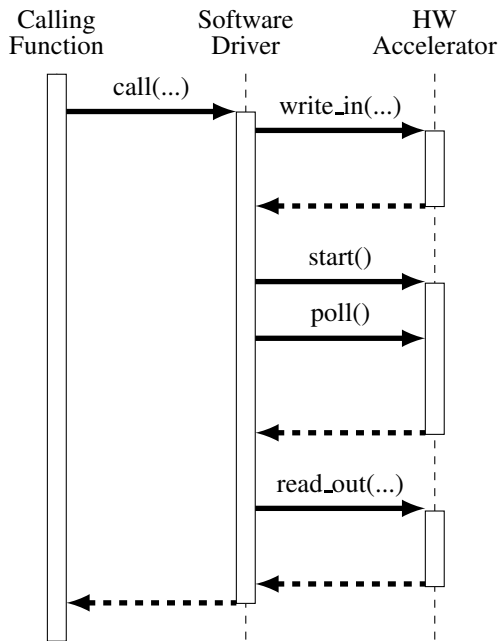 Calling
Function
Software
Driver
HW
Accelerator
call(...)
write_in(...)
start()
poll()
read_out(...)